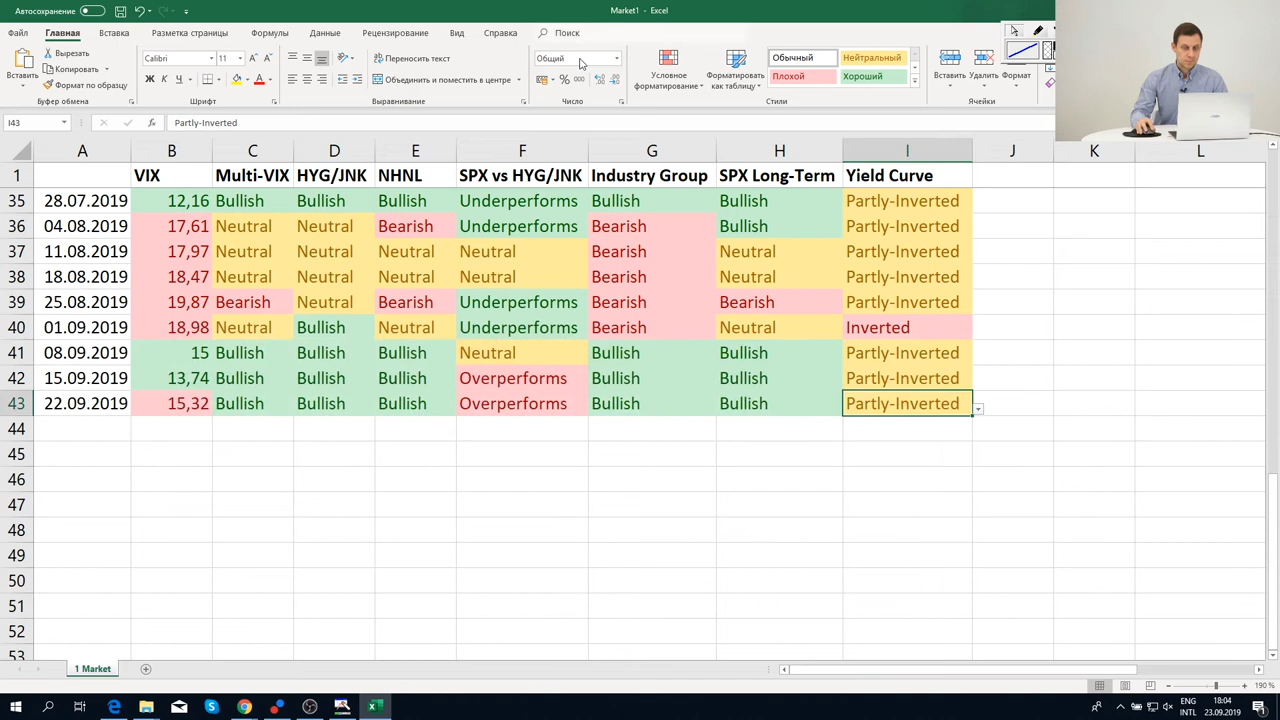 Автосохранение
Market1 - Excel
Файл Главная Вставка Разметка страницы Формулы Данные Рецензирование Вид Справка Поиск
Вставить
Вырезать
Копировать
Формат по образцу
Буфер обмена
Calibri 11
Ж К Ч
Шрифт
Переносить текст
Объединить и поместить в центре
Выравнивание
Общий
% 000
Число
Условное форматирование
Форматировать как таблицу
Обычный Нейтральный
Плохой Хороший
Стили
Вставить Удалить Формат
Ячейки
I43 fx Partly-Inverted
A B C D E F G H I J K L
1 VIX Multi-VIX HYG/JNK NHNL SPX vs HYG/JNK Industry Group SPX Long-Term Yield Curve
35 28.07.2019 12,16 Bullish Bullish Bullish Underperforms Bullish Bullish Partly-Inverted
36 04.08.2019 17,61 Neutral Neutral Bearish Underperforms Bearish Bullish Partly-Inverted
37 11.08.2019 17,97 Neutral Neutral Neutral Neutral Bearish Neutral Partly-Inverted
38 18.08.2019 18,47 Neutral Neutral Neutral Neutral Bearish Neutral Partly-Inverted
39 25.08.2019 19,87 Bearish Neutral Bearish Underperforms Bearish Bearish Partly-Inverted
40 01.09.2019 18,98 Neutral Bullish Neutral Underperforms Bearish Neutral Inverted
41 08.09.2019 15 Bullish Bullish Bullish Neutral Bullish Bullish Partly-Inverted
42 15.09.2019 13,74 Bullish Bullish Bullish Overperforms Bullish Bullish Partly-Inverted
43 22.09.2019 15,32 Bullish Bullish Bullish Overperforms Bullish Bullish Partly-Inverted
44
45
46
47
48
49
50
51
52
53
1 Market
190 %
18:04
INTL
23.09.2019